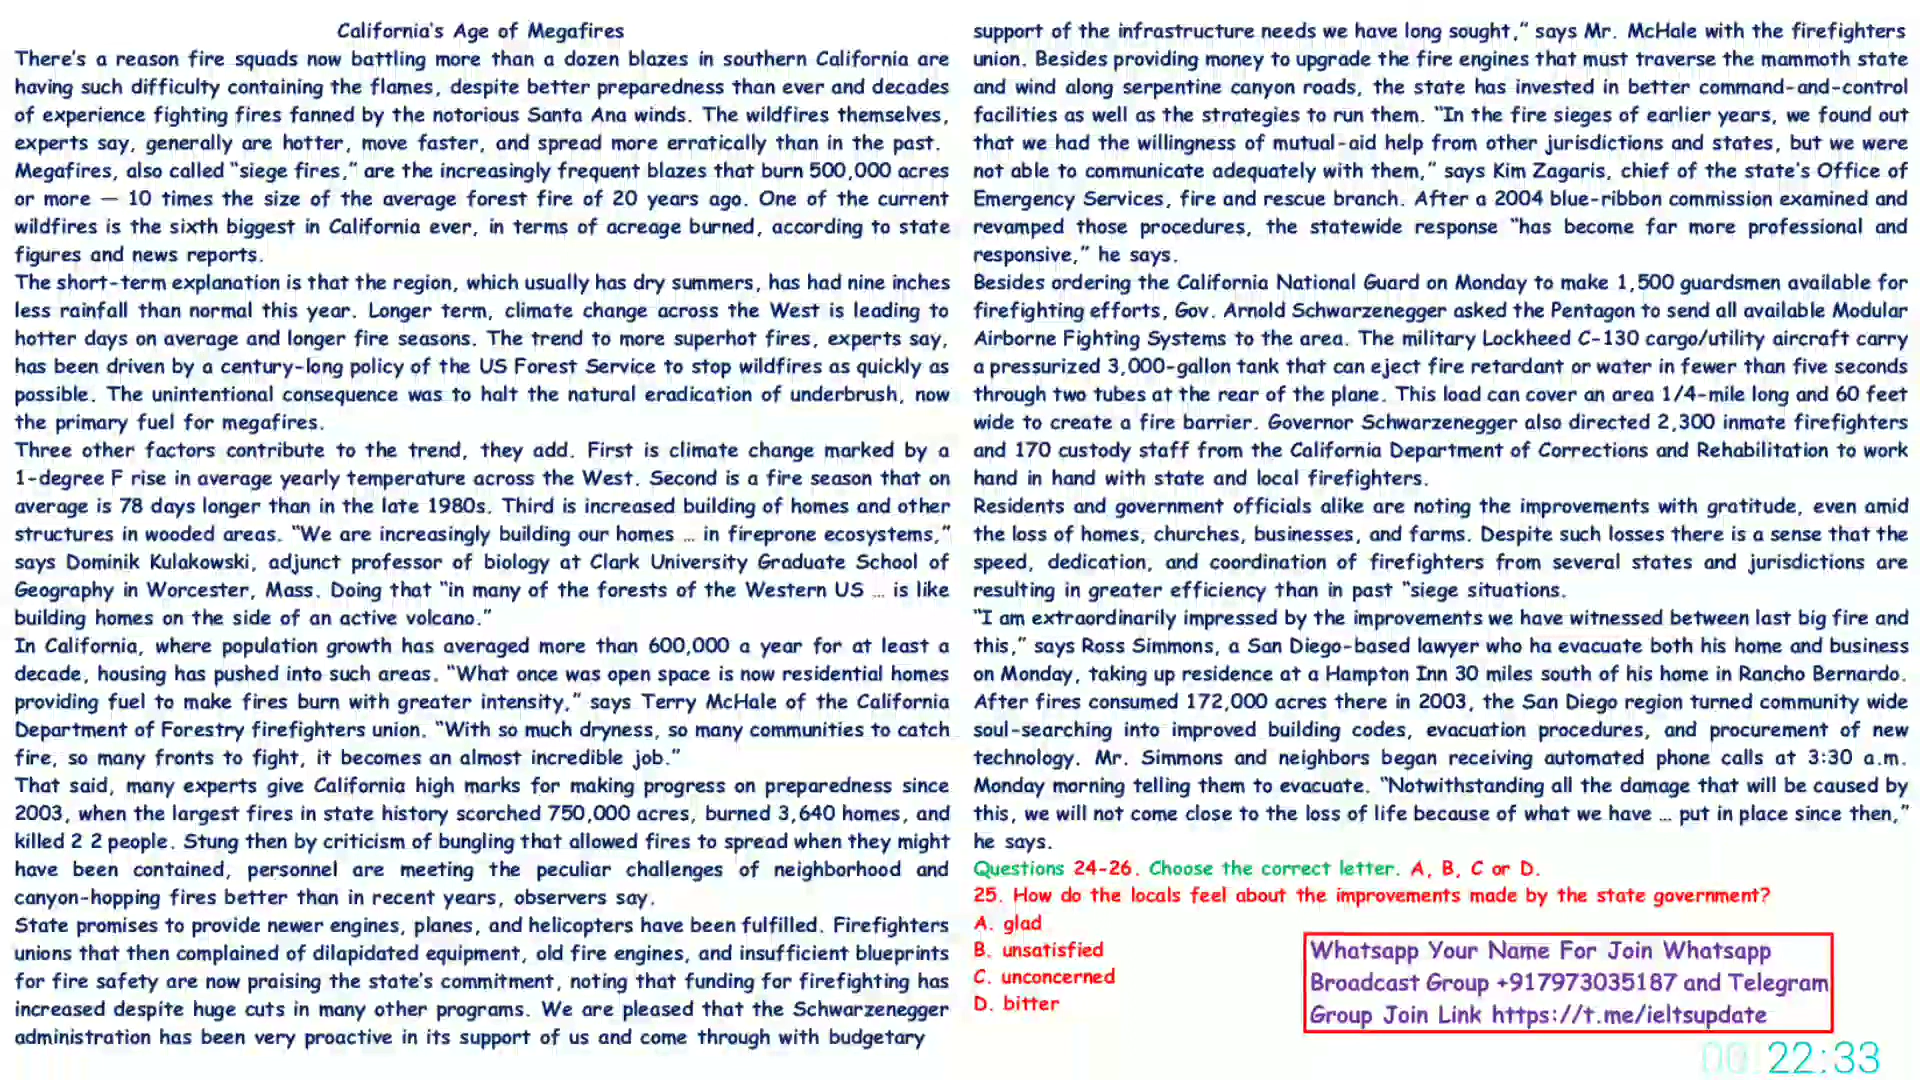 California's Age of Megafires
There's a reason fire squads now battling more than a dozen blazes in southern California are
having such difficulty containing the flames, despite better preparedness than ever and decades
of experience fighting fires fanned by the notorious Santa Ana winds. The wildfires themselves,
experts say, generally are hotter, move faster, and spread more erratically than in the past.
Megafires, also called "siege fires," are the increasingly frequent blazes that burn 500,000 acres
or more — 10 times the size of the average forest fire of 20 years ago. One of the current
wildfires is the sixth biggest in California ever, in terms of acreage burned, according to state
figures and news reports.
The short-term explanation is that the region, which usually has dry summers, has had nine inches
less rainfall than normal this year. Longer term, climate change across the West is leading to
hotter days on average and longer fire seasons. The trend to more superhot fires, experts say,
has been driven by a century-long policy of the US Forest Service to stop wildfires as quickly as
possible. The unintentional consequence was to halt the natural eradication of underbrush, now
the primary fuel for megafires.
Three other factors contribute to the trend, they add. First is climate change marked by a
1-degree F rise in average yearly temperature across the West. Second is a fire season that on
average is 78 days longer than in the late 1980s. Third is increased building of homes and other
structures in wooded areas. "We are increasingly building our homes … in fireprone ecosystems,"
says Dominik Kulakowski, adjunct professor of biology at Clark University Graduate School of
Geography in Worcester, Mass. Doing that "in many of the forests of the Western US … is like
building homes on the side of an active volcano."
In California, where population growth has averaged more than 600,000 a year for at least a
decade, housing has pushed into such areas. "What once was open space is now residential homes
providing fuel to make fires burn with greater intensity," says Terry McHale of the California
Department of Forestry firefighters union. "With so much dryness, so many communities to catch
fire, so many fronts to fight, it becomes an almost incredible job."
That said, many experts give California high marks for making progress on preparedness since
2003, when the largest fires in state history scorched 750,000 acres, burned 3,640 homes, and
killed 2 2 people. Stung then by criticism of bungling that allowed fires to spread when they might
have been contained, personnel are meeting the peculiar challenges of neighborhood and
canyon-hopping fires better than in recent years, observers say.
State promises to provide newer engines, planes, and helicopters have been fulfilled. Firefighters
unions that then complained of dilapidated equipment, old fire engines, and insufficient blueprints
for fire safety are now praising the state's commitment, noting that funding for firefighting has
increased despite huge cuts in many other programs. We are pleased that the Schwarzenegger
administration has been very proactive in its support of us and come through with budgetary
support of the infrastructure needs we have long sought," says Mr. McHale with the firefighters
union. Besides providing money to upgrade the fire engines that must traverse the mammoth state
and wind along serpentine canyon roads, the state has invested in better command-and-control
facilities as well as the strategies to run them. "In the fire sieges of earlier years, we found out
that we had the willingness of mutual-aid help from other jurisdictions and states, but we were
not able to communicate adequately with them," says Kim Zagaris, chief of the state's Office of
Emergency Services, fire and rescue branch. After a 2004 blue-ribbon commission examined and
revamped those procedures, the statewide response "has become far more professional and
responsive," he says.
Besides ordering the California National Guard on Monday to make 1,500 guardsmen available for
firefighting efforts, Gov. Arnold Schwarzenegger asked the Pentagon to send all available Modular
Airborne Fighting Systems to the area. The military Lockheed C-130 cargo/utility aircraft carry
a pressurized 3,000-gallon tank that can eject fire retardant or water in fewer than five seconds
through two tubes at the rear of the plane. This load can cover an area 1/4-mile long and 60 feet
wide to create a fire barrier. Governor Schwarzenegger also directed 2,300 inmate firefighters
and 170 custody staff from the California Department of Corrections and Rehabilitation to work
hand in hand with state and local firefighters.
Residents and government officials alike are noting the improvements with gratitude, even amid
the loss of homes, churches, businesses, and farms. Despite such losses there is a sense that the
speed, dedication, and coordination of firefighters from several states and jurisdictions are
resulting in greater efficiency than in past "siege situations.
"I am extraordinarily impressed by the improvements we have witnessed between last big fire and
this," says Ross Simmons, a San Diego-based lawyer who ha evacuate both his home and business
on Monday, taking up residence at a Hampton Inn 30 miles south of his home in Rancho Bernardo.
After fires consumed 172,000 acres there in 2003, the San Diego region turned community wide
soul-searching into improved building codes, evacuation procedures, and procurement of new
technology. Mr. Simmons and neighbors began receiving automated phone calls at 3:30 a.m.
Monday morning telling them to evacuate. "Notwithstanding all the damage that will be caused by
this, we will not come close to the loss of life because of what we have … put in place since then,"
he says.
Questions 24-26. Choose the correct letter. A, B, C or D.
25. How do the locals feel about the improvements made by the state government?
A. glad
B. unsatisfied
C. unconcerned
D. bitter
Whatsapp Your Name For Join Whatsapp
Broadcast Group +917973035187 and Telegram
Group Join Link https://t.me/ieltsupdate
00:22:33